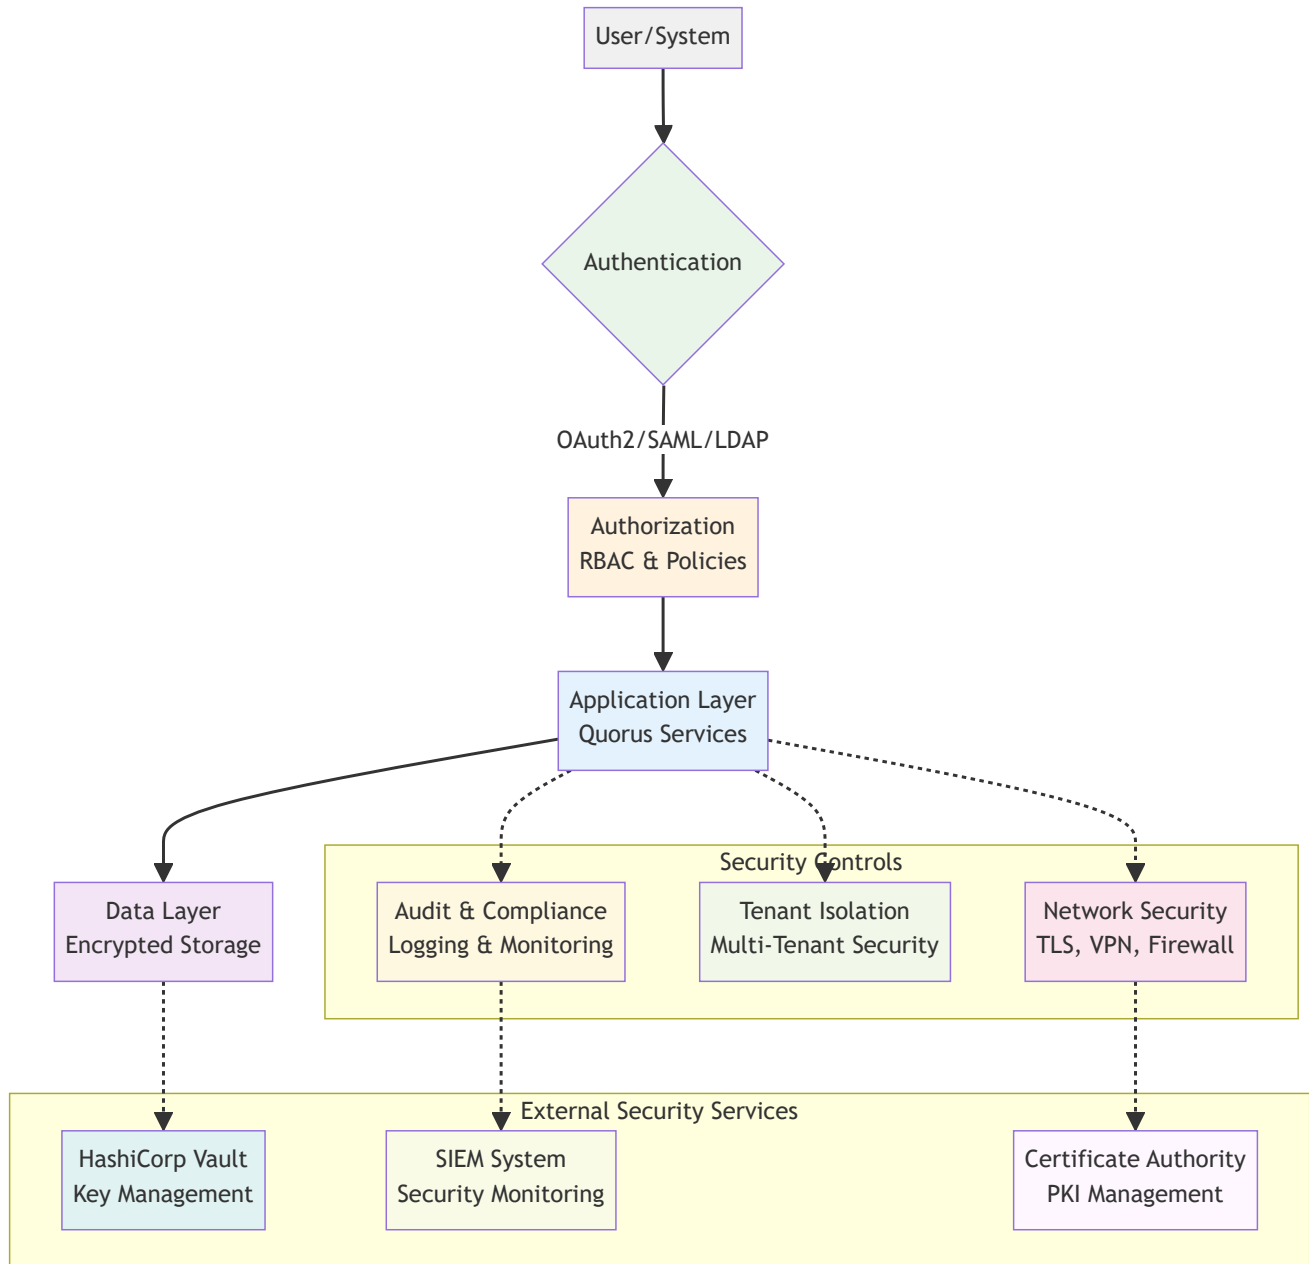 User/System
Authentication
OAuth2/SAML/LDAP
Authorization
RBAC & Policies
Application Layer
Quorus Services
Security Controls
Data Layer
Encrypted Storage
Audit & Compliance
Logging & Monitoring
Tenant Isolation
Multi-Tenant Security
Network Security
TLS, VPN, Firewall
External Security Services
HashiCorp Vault
Key Management
SIEM System
Security Monitoring
Certificate Authority
PKI Management